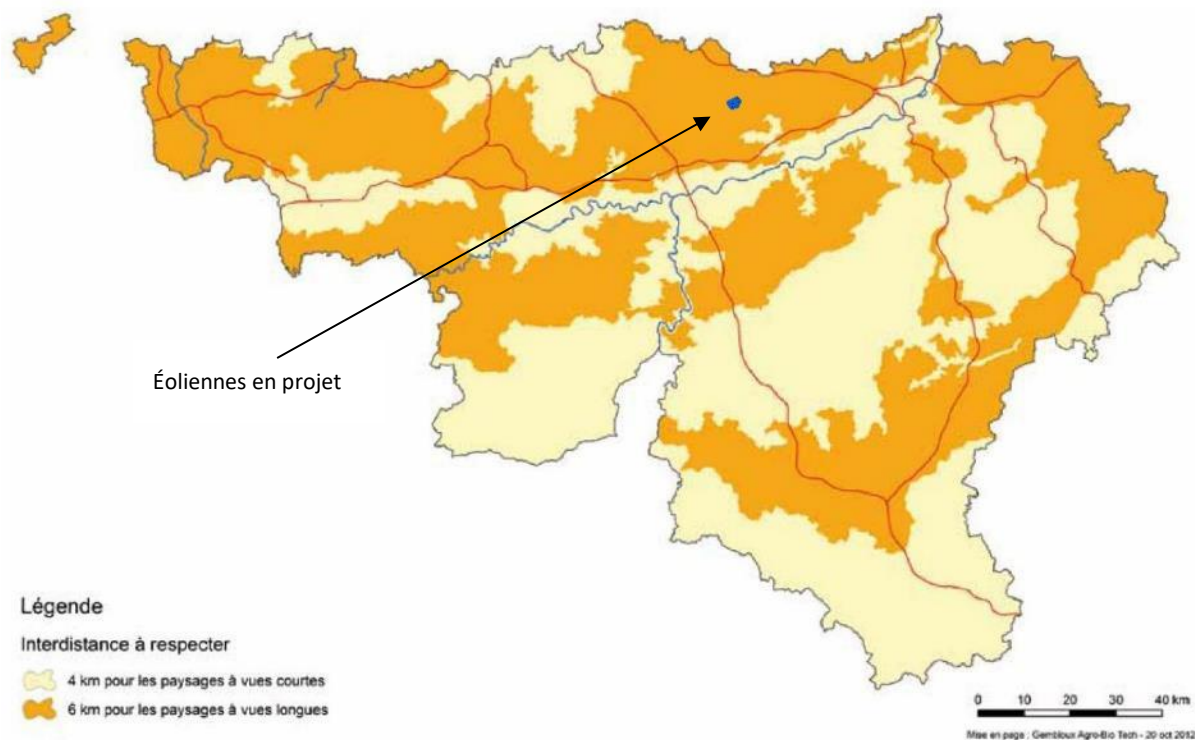 Éoliennes en projet
Légende
Interdistance à respecter
4 km pour les paysages à vues courtes
6 km pour les paysages à vues longues
0 10 20 30 40 km
Mise en page : Gembloux Agro-Bio Tech - 20 oct 2012